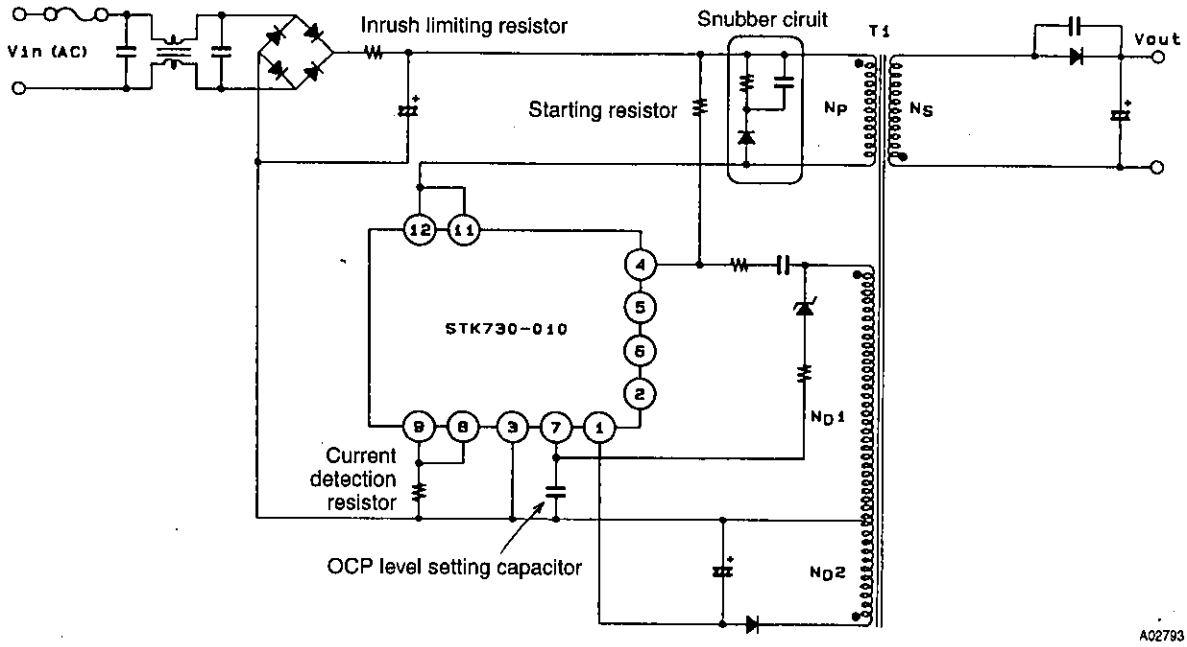 Inrush limiting resistor
Snubber ciruit
T1
Vin (AC)
Vout
Starting resistor
NP
NS
12
11
4
5
STK730-010
6
2
ND1
9
8
3
7
1
Current
detection
resistor
OCP level setting capacitor
ND2
A02793